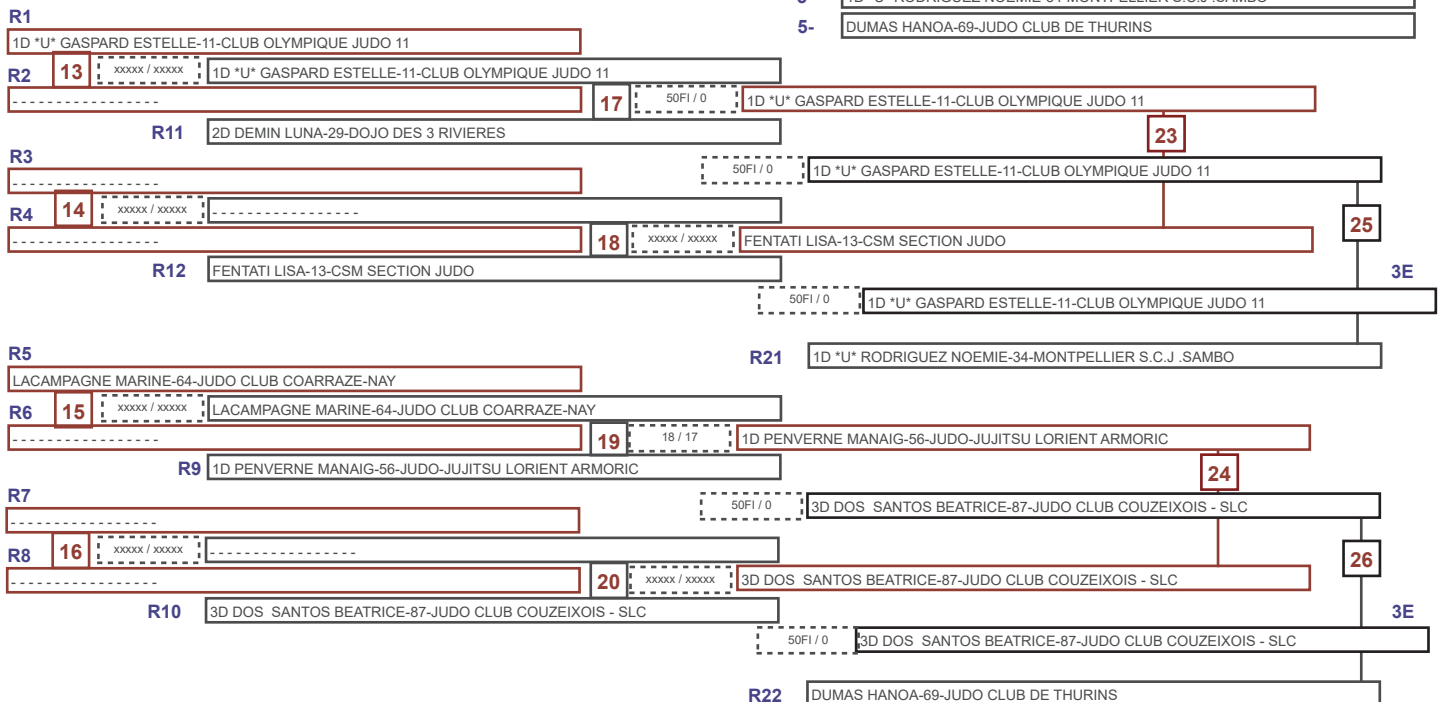 5-
DUMAS HANOA-69-JUDO CLUB DE THURINS
R1
1D *U* GASPARD ESTELLE-11-CLUB OLYMPIQUE JUDO 11
R2 13 xxxxx / xxxxx 1D *U* GASPARD ESTELLE-11-CLUB OLYMPIQUE JUDO 11
- - - - - - - - - - - - - - - - - 17 50FI / 0 1D *U* GASPARD ESTELLE-11-CLUB OLYMPIQUE JUDO 11
R11 2D DEMIN LUNA-29-DOJO DES 3 RIVIERES
23
R3
50FI / 0 1D *U* GASPARD ESTELLE-11-CLUB OLYMPIQUE JUDO 11
- - - - - - - - - - - - - - - - -
R4 14 xxxxx / xxxxx - - - - - - - - - - - - - - - - -
25
- - - - - - - - - - - - - - - - - 18 xxxxx / xxxxx FENTATI LISA-13-CSM SECTION JUDO
R12 FENTATI LISA-13-CSM SECTION JUDO
3E
50FI / 0 1D *U* GASPARD ESTELLE-11-CLUB OLYMPIQUE JUDO 11
R5
R21 1D *U* RODRIGUEZ NOEMIE-34-MONTPELLIER S.C.J .SAMBO
LACAMPAGNE MARINE-64-JUDO CLUB COARRAZE-NAY
R6 15 xxxxx / xxxxx LACAMPAGNE MARINE-64-JUDO CLUB COARRAZE-NAY
- - - - - - - - - - - - - - - - - 19 18 / 17 1D PENVERNE MANAIG-56-JUDO-JUJITSU LORIENT ARMORIC
R9 1D PENVERNE MANAIG-56-JUDO-JUJITSU LORIENT ARMORIC
24
R7
50FI / 0 3D DOS SANTOS BEATRICE-87-JUDO CLUB COUZEIXOIS - SLC
- - - - - - - - - - - - - - - - -
R8 16 xxxxx / xxxxx - - - - - - - - - - - - - - - - -
26
- - - - - - - - - - - - - - - - - 20 xxxxx / xxxxx 3D DOS SANTOS BEATRICE-87-JUDO CLUB COUZEIXOIS - SLC
R10 3D DOS SANTOS BEATRICE-87-JUDO CLUB COUZEIXOIS - SLC
3E
50FI / 0 3D DOS SANTOS BEATRICE-87-JUDO CLUB COUZEIXOIS - SLC
R22 DUMAS HANOA-69-JUDO CLUB DE THURINS